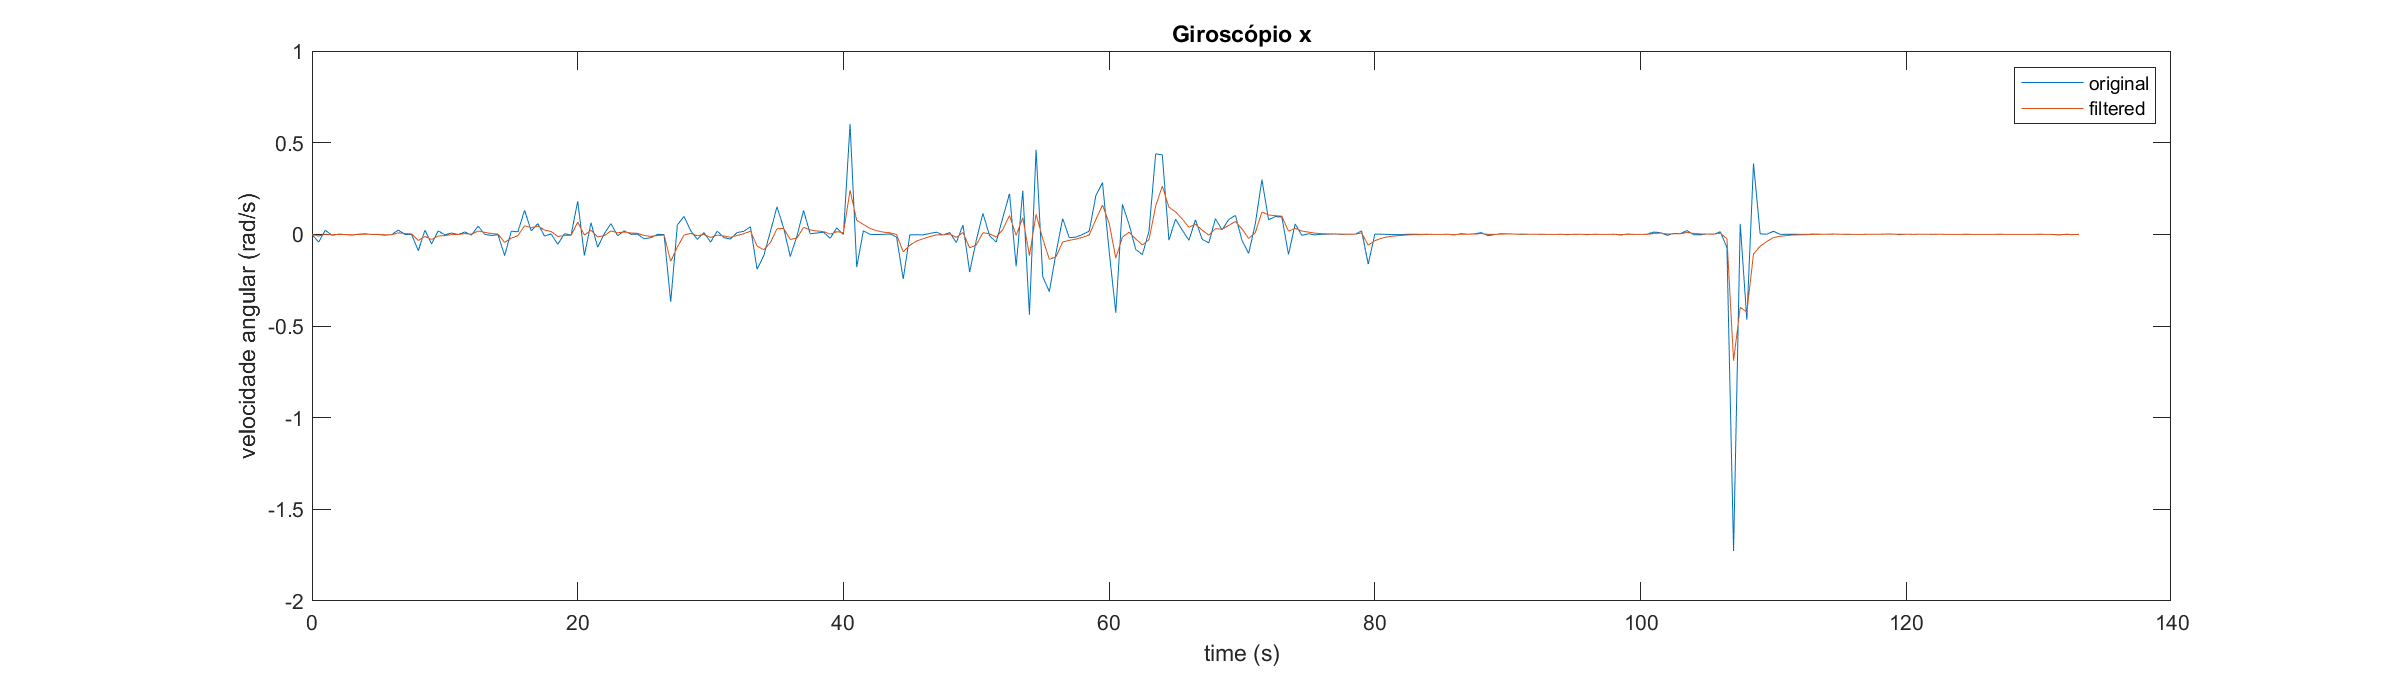 Giroscópio x
original
filtered
velocidade angular (rad/s)
1
0.5
0
-0.5
-1
-1.5
-2
0 20 40 60 80 100 120 140
time (s)